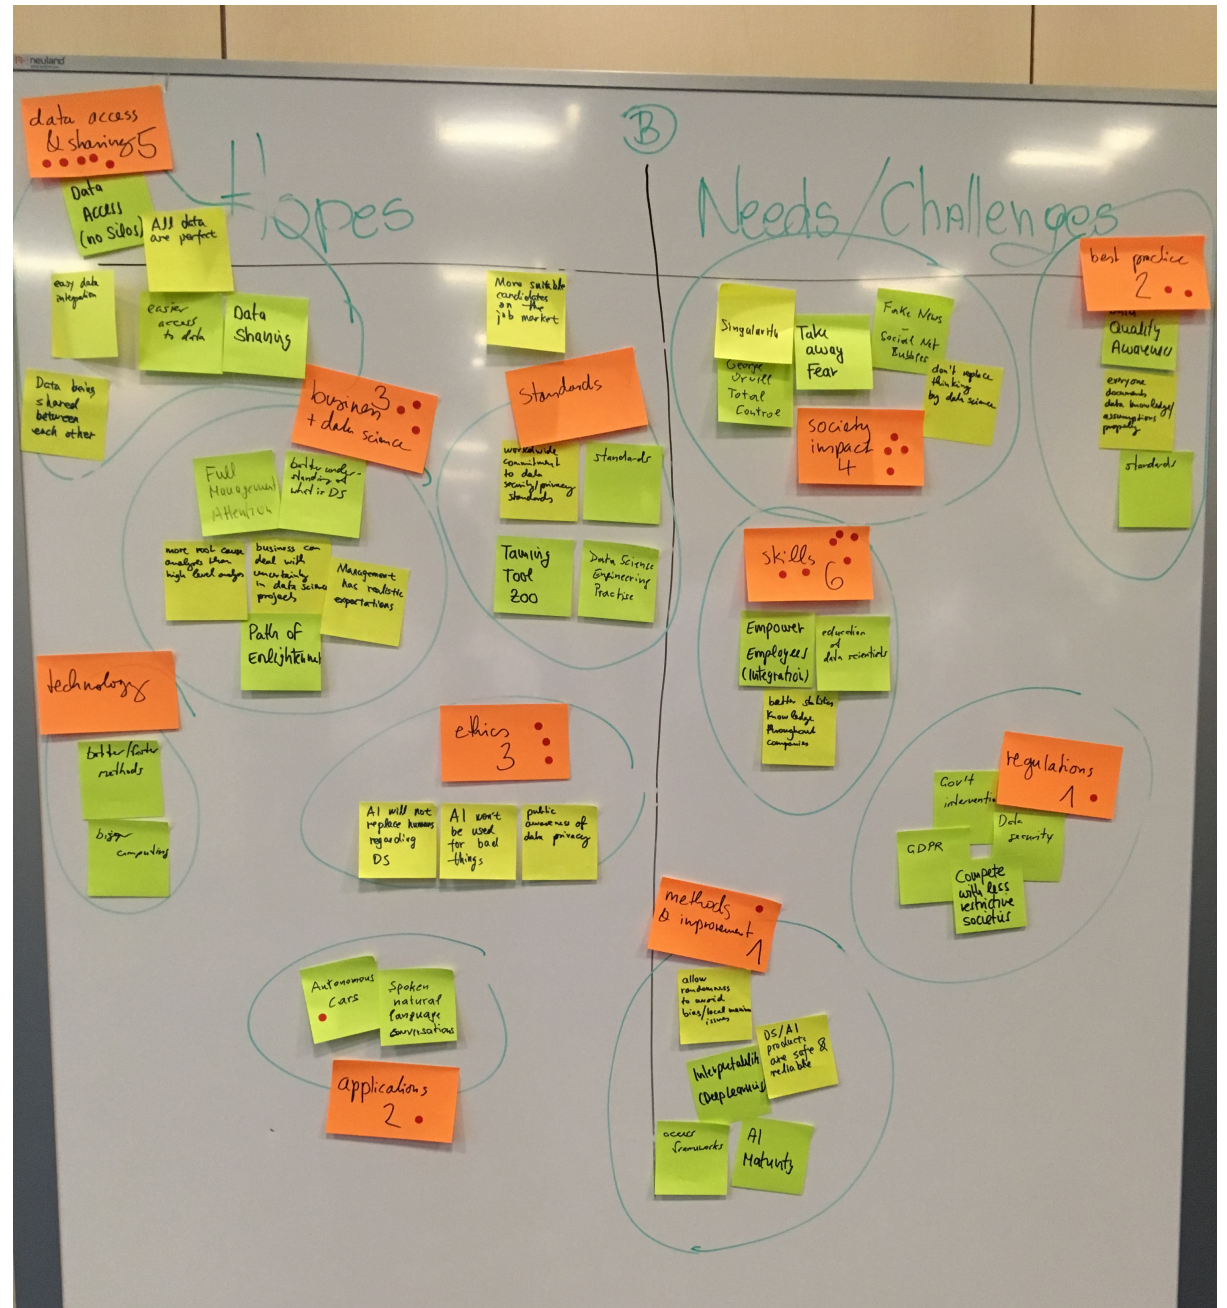 neuland
B
Hopes
Needs/Challenges
data access
& sharing 5
Data
Access
(no Silos)
All data
are perfect
easy data
integration
easier
access
to data
Data
Sharing
Data being
shared
between
each other
business 3
+ data science
Full
Management
Attention
better under-
standing of
what is DS
more root cause
analyses than
high level
business can
deal with
uncertainty
in data science
projects
Management
has realistic
expectations
Path of
Enlightenment
technology
better/faster
methods
bigger
computing
More suitable
candidates
on the
job market
Standards
worldwide
commitment
to data
security/privacy
standards
standards
Taming
Tool
Zoo
Data Science
Engineering
Practise
ethics
3
AI will not
replace humans
regarding
DS
AI won't
be used
for bad
things
public
awareness of
data privacy
Autonomous
cars
Spoken
natural
language
conversations
applications
2
Singularity
Take
away
Fear
Fake News
-
Social Net
Bubbles
George
Orwell
Total
Control
don't replace
thinking
by data science
society
impact
4
best practice
2
Data
Quality
Awareness
everyone
documents
data knowledge/
assumptions
properly
standards
skills
6
Empower
Employees
(Integration)
education
of
data scientists
better
Knowledge
throughout
companies
regulations
1
Gov't
intervention
Data
security
GDPR
Compete
with less
restrictive
societies
methods
& improvement
1
allow
randomness
to avoid
bias/local maxima
issues
DS/AI
products
are safe &
reliable
Interpretability
(Deep Learning)
frameworks
AI
Maturity